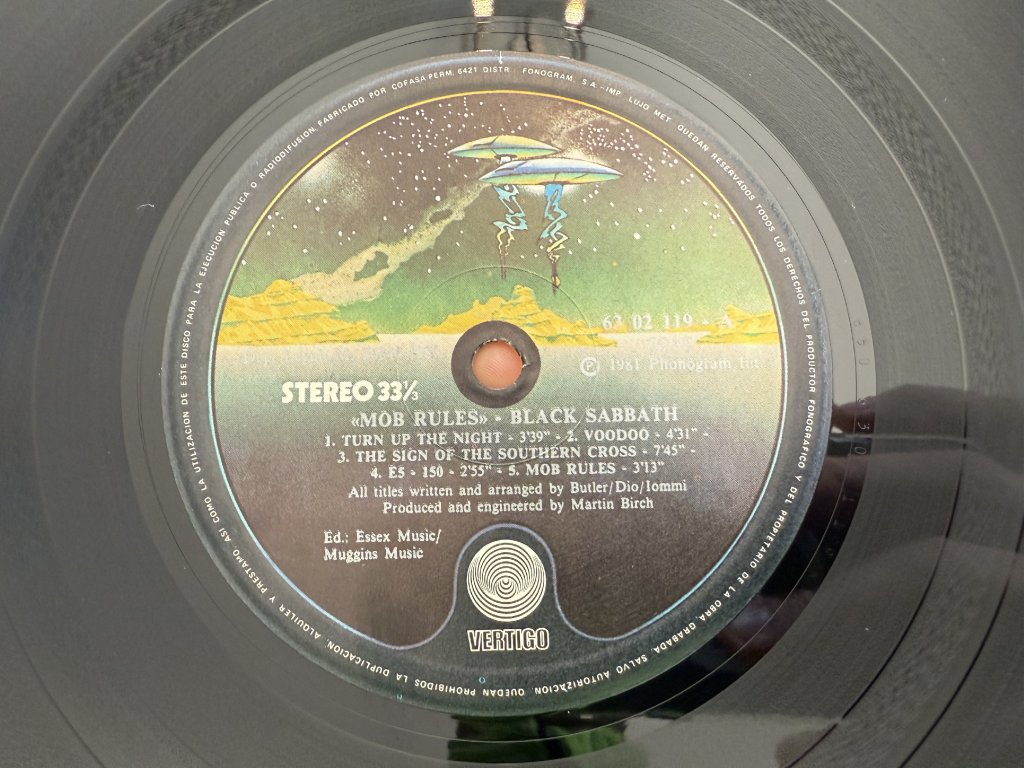 FABRICADO POR COFASA PERM. 6421 DISTR.: FONOGRAM, S.A.-IMP. LUJO MET. QUEDAN RESERVADOS TODOS LOS DERECHOS DEL PRODUCTOR FONOGRAFICO Y DEL PROPIETARIO DE LA OBRA GRABADA. SALVO AUTORIZACION, QUEDAN PROHIBIDOS LA DUPLICACION, ALQUILER Y PRESTAMO, ASI COMO LA UTILIZACION DE ESTE DISCO PARA LA EJECUCION PUBLICA O RADIODIFUSION.
63 02 119 - A
℗ 1981 Phonogram Int.
STEREO 33⅓
«MOB RULES» - BLACK SABBATH
1. TURN UP THE NIGHT - 3'39" - 2. VOODOO - 4'31" -
3. THE SIGN OF THE SOUTHERN CROSS - 7'45" -
4. E5 - 150 - 2'55" - 5. MOB RULES - 3'13"
All titles written and arranged by Butler/Dio/Iommi
Produced and engineered by Martin Birch
Ed.: Essex Music/
Muggins Music
VERTIGO